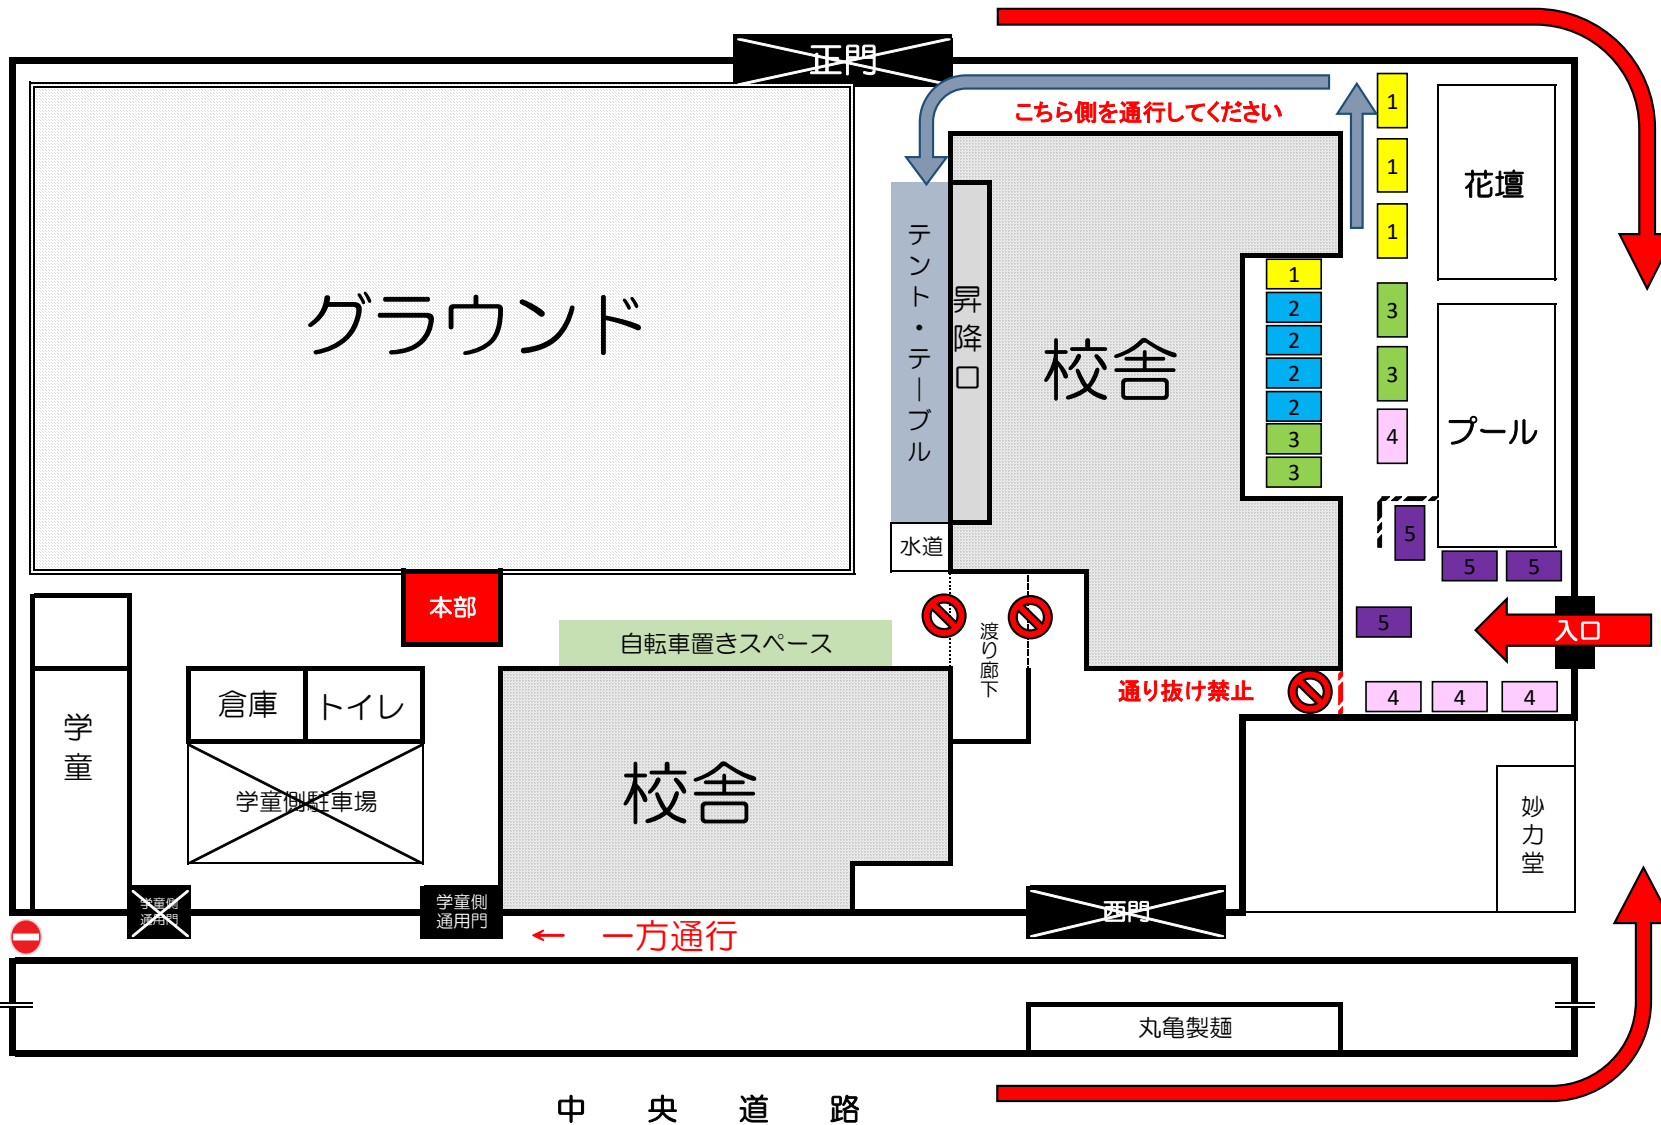 正門
こちら側を通行してください
1
1
1
花壇
グラウンド
テント・テーブル
昇降口
校舎
1
2
2
2
2
3
3
3
3
4
プール
水道
5
5
5
5
入口
本部
自転車置きスペース
渡り廊下
通り抜け禁止
4
4
4
倉庫
トイレ
学童
学童側駐車場
校舎
妙力堂
学童側
通用門
学童側
通用門
西門
← 一方通行
丸亀製麺
中央道路